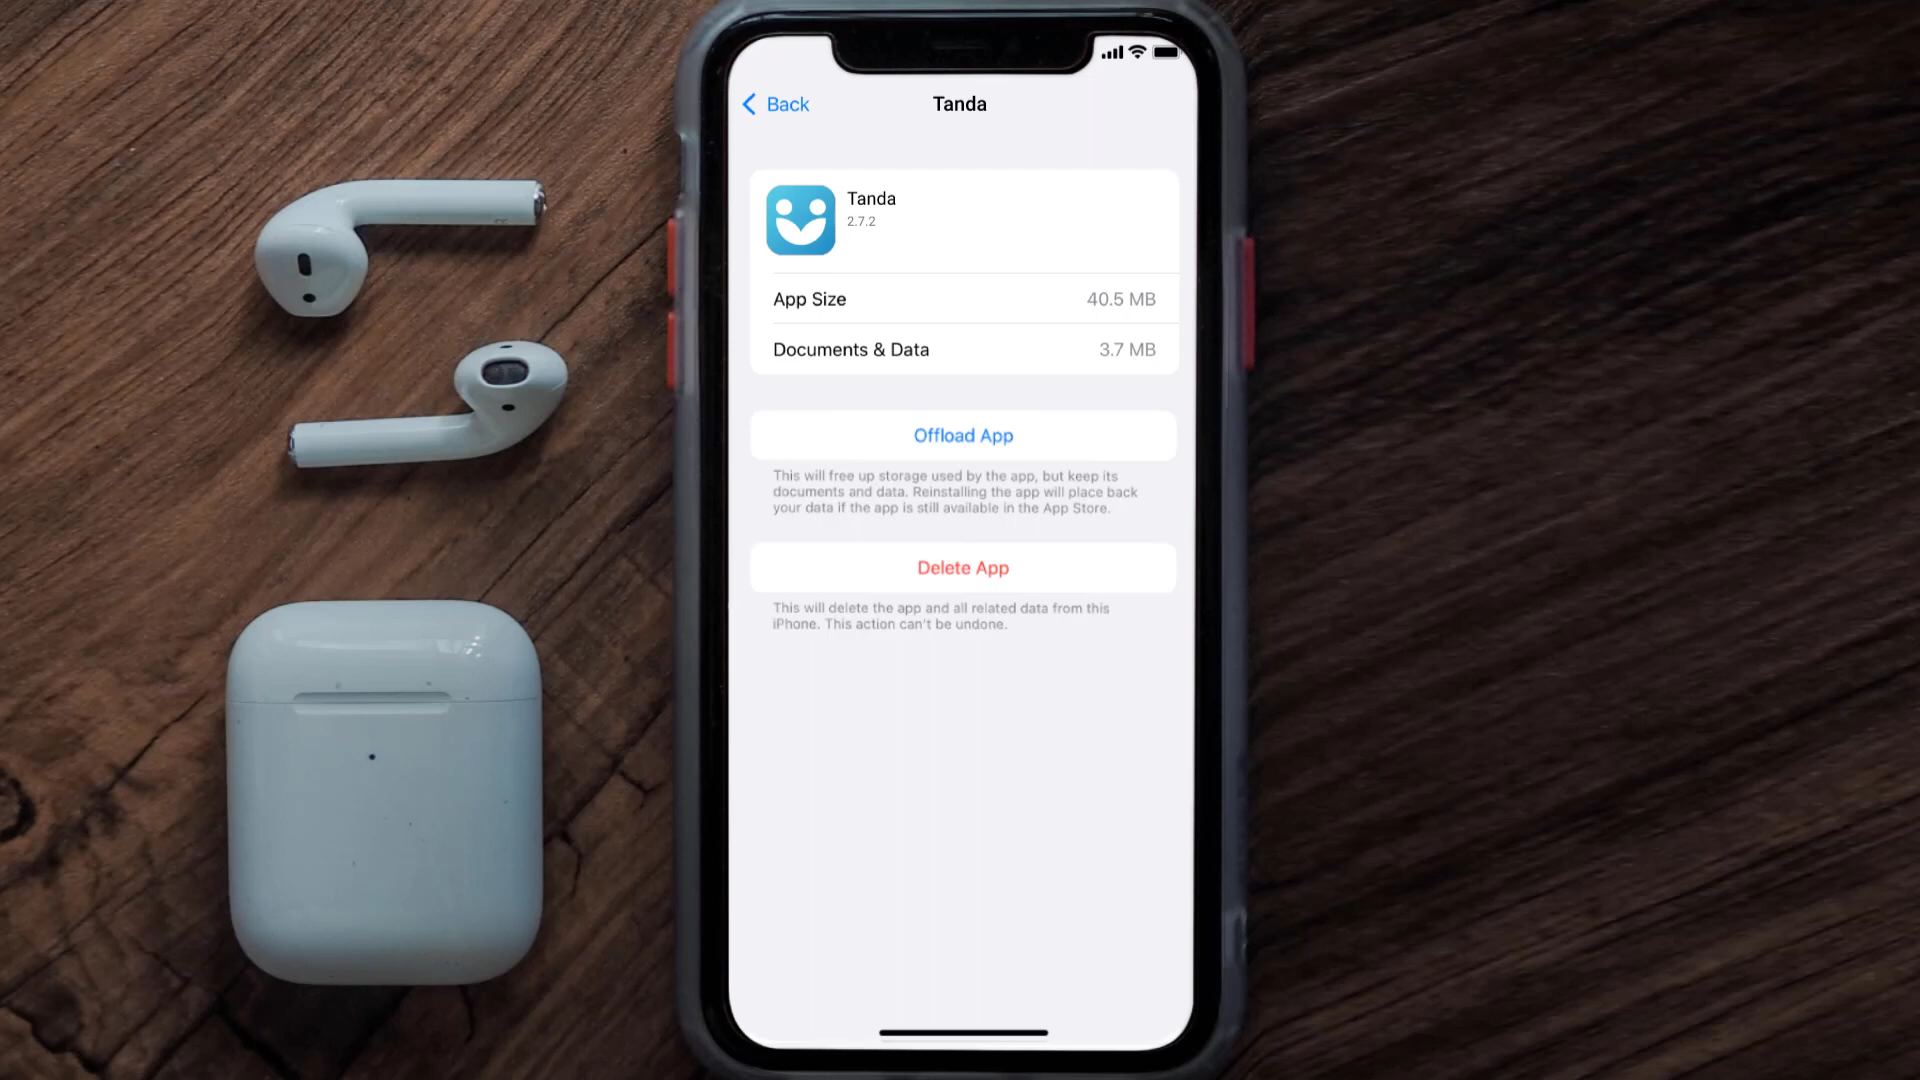 Back
Tanda
Tanda
2.7.2
App Size
40.5 MB
Documents & Data
3.7 MB
Offload App
This will free up storage used by the app, but keep its
documents and data. Reinstalling the app will place back
your data if the app is still available in the App Store.
Delete App
This will delete the app and all related data from this
iPhone. This action can't be undone.